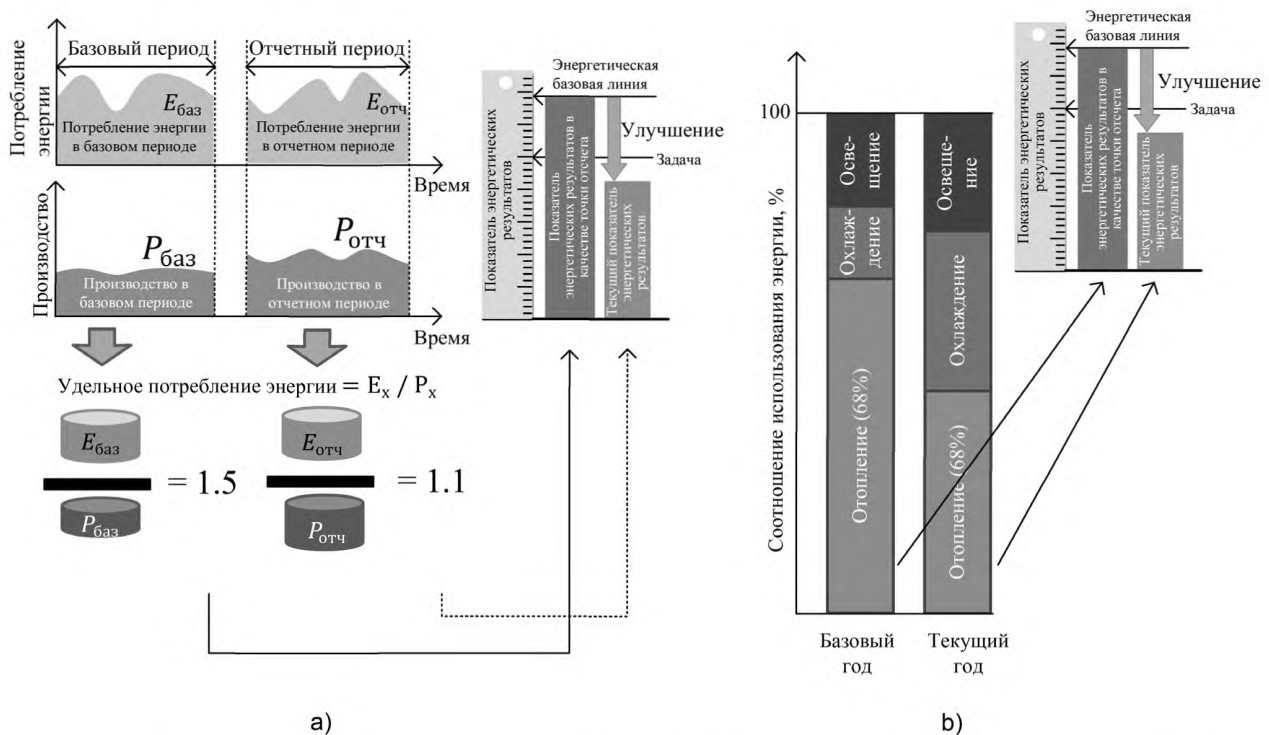 Базовый период
Отчетный период
Потребление
энергии
Eбаз
Eотч
Потребление энергии
в базовом периоде
Потребление энергии
в отчетном периоде
Время
Производство
Pбаз
Pотч
Производство в
базовом периоде
Производство в
отчетном периоде
Время
Удельное потребление энергии = Ex / Px
Eбаз
Pбаз
= 1.5
Eотч
Pотч
= 1.1
Энергетическая
базовая линия
Улучшение
Задача
Показатель энергетических
результатов
Показатель
энергетических результатов в
качестве точки отсчета
Текущий показатель
энергетических
результатов
а)
Соотношение использования энергии, %
100
Осве-
щение
Охлаж-
дение
Отопление (68%)
Освеще-
ние
Охлаждение
Отопление (68%)
Базовый
год
Текущий
год
Энергетическая
базовая линия
Улучшение
Задача
Показатель энергетических
результатов
Показатель
энергетических результатов в
качестве точки отсчета
Текущий показатель
энергетических
результатов
b)